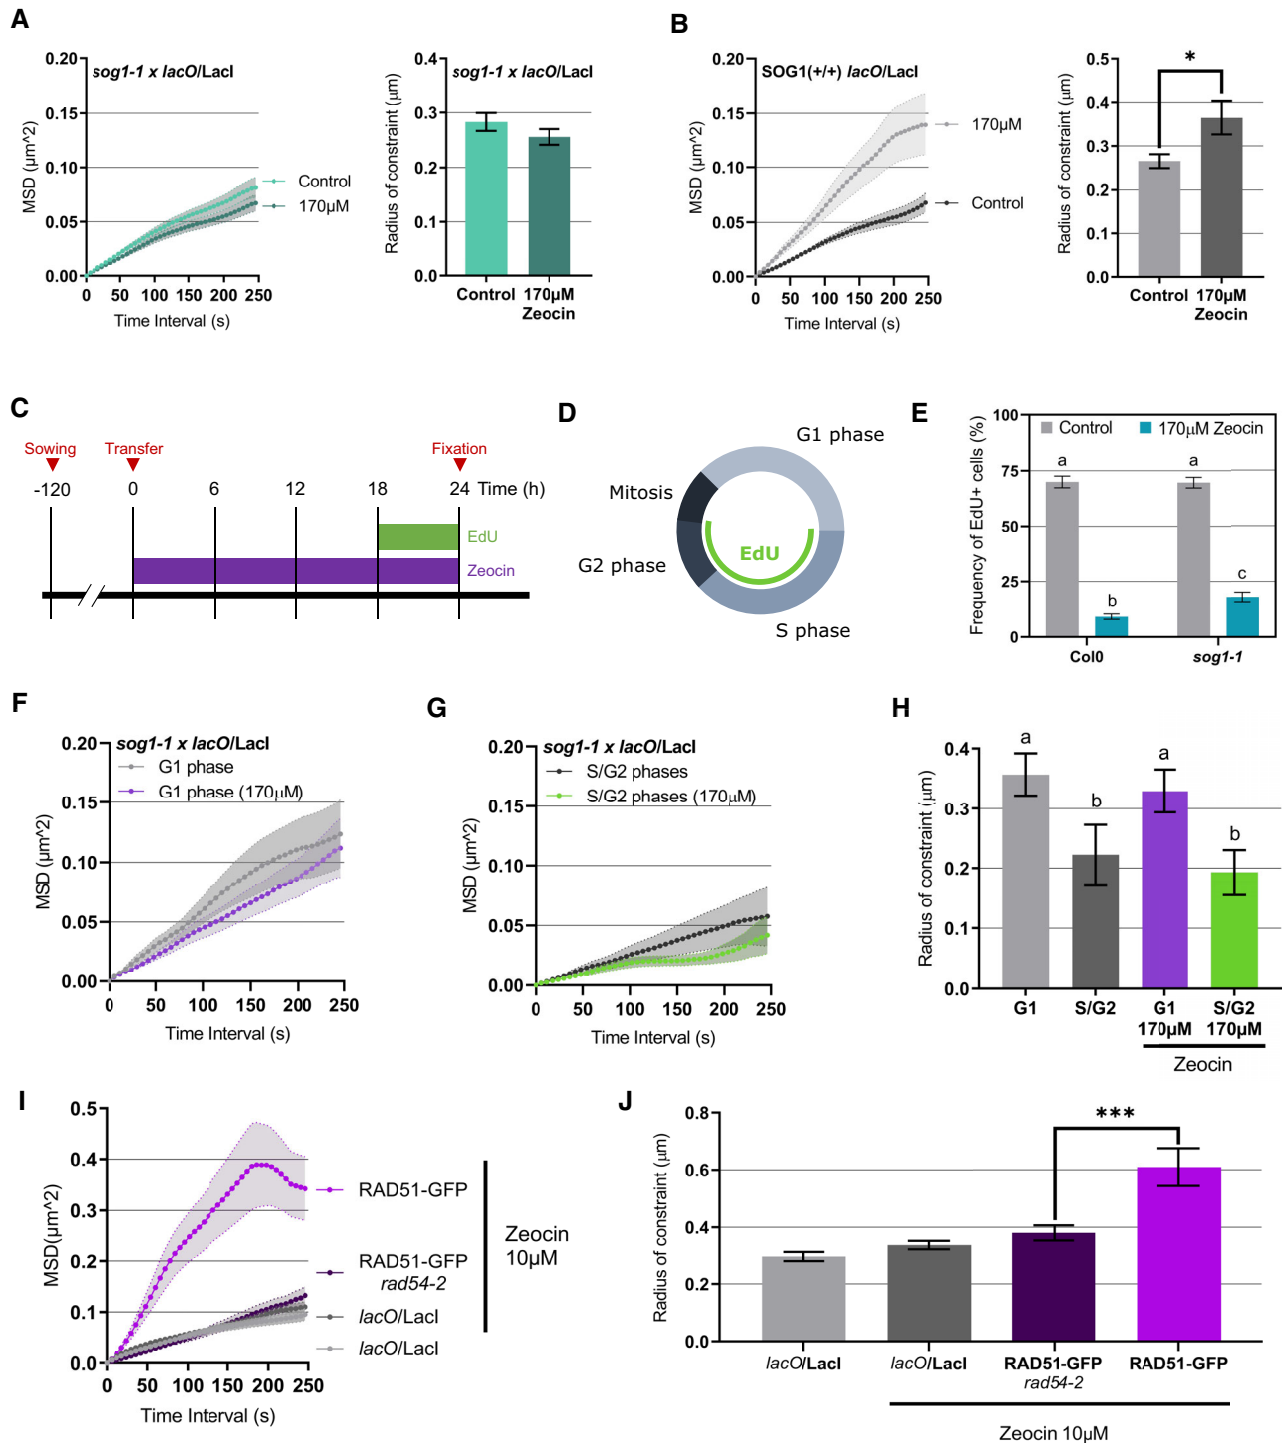 A
0.20
0.15
0.10
0.05
0.00
MSD (µm^2)
sog1-1 x lacO/LacI
Control
170µM
0 50 100 150 200 250
Time Interval (s)
0.4
0.3
0.2
0.1
0.0
Radius of constraint (µm)
sog1-1 x lacO/LacI
Control 170µM
Zeocin
B
0.20
0.15
0.10
0.05
0.00
MSD (µm^2)
SOG1(+/+) lacO/LacI
170µM
Control
0 50 100 150 200 250
Time Interval (s)
0.5
0.4
0.3
0.2
0.1
0.0
Radius of constraint (µm)
*
Control 170µM
Zeocin
C
Sowing Transfer Fixation
-120 0 6 12 18 24 Time (h)
EdU
Zeocin
D
G1 phase
Mitosis
G2 phase
EdU
S phase
E
100
75
50
25
0
Frequency of EdU+ cells (%)
Control 170µM Zeocin
a a
b c
Col0 sog1-1
F
0.20
0.15
0.10
0.05
0.00
MSD (µm^2)
sog1-1 x lacO/LacI
G1 phase
G1 phase (170µM)
0 50 100 150 200 250
Time Interval (s)
G
0.20
0.15
0.10
0.05
0.00
MSD (µm^2)
sog1-1 x lacO/LacI
S/G2 phases
S/G2 phases (170µM)
0 50 100 150 200 250
Time Interval (s)
H
0.4
0.3
0.2
0.1
0.0
Radius of constraint (µm)
a b a b
G1 S/G2 G1 S/G2
170µM 170µM
Zeocin
I
0.5
0.4
0.3
0.2
0.1
0.0
MSD(µm^2)
RAD51-GFP
RAD51-GFP
rad54-2
lacO/LacI
lacO/LacI
Zeocin
10µM
0 50 100 150 200 250
Time Interval (s)
J
0.8
0.6
0.4
0.2
0.0
Radius of constraint (µm)
***
lacO/LacI lacO/LacI RAD51-GFP RAD51-GFP
rad54-2
Zeocin 10µM